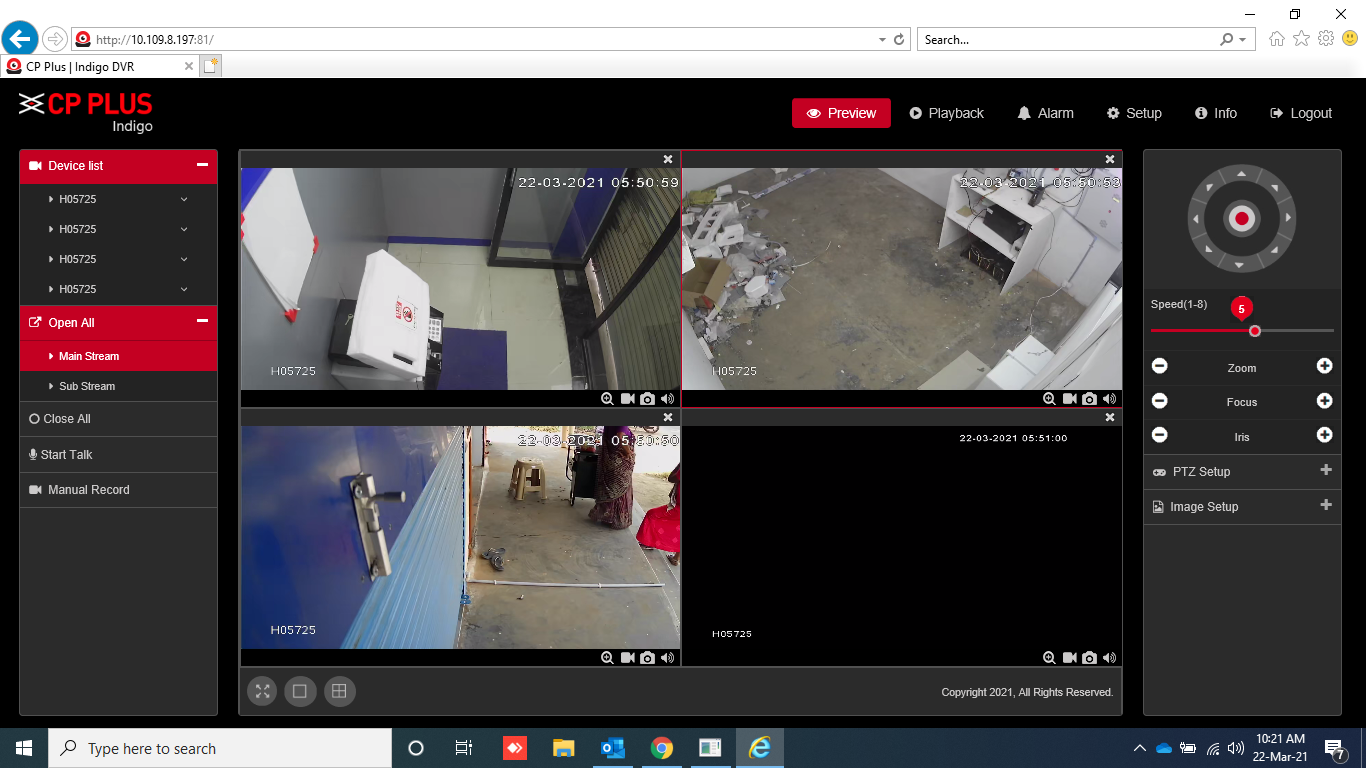 http://10.109.8.197:81/
Search...
CP Plus | Indigo DVR
CP PLUS
Indigo
Preview
Playback
Alarm
Setup
Info
Logout
Device list
H05725
H05725
H05725
H05725
Open All
Main Stream
Sub Stream
Close All
Start Talk
Manual Record
22-03-2021 05:50:59
H05725
22-03-2021 05:50:53
H05725
22-03-2021 05:50:50
H05725
22-03-2021 05:51:00
H05725
Copyright 2021, All Rights Reserved.
Speed(1-8)
5
Zoom
Focus
Iris
PTZ Setup
Image Setup
Type here to search
10:21 AM
22-Mar-21
7